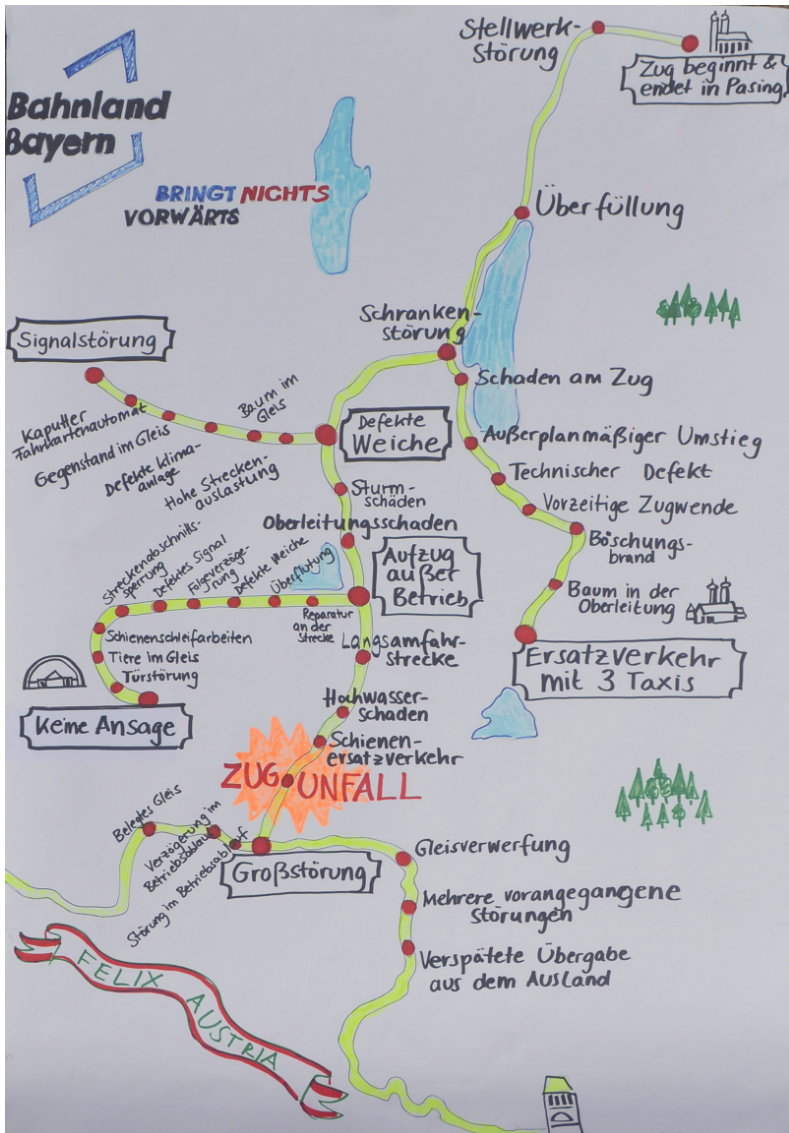 Stellwerk-
störung
Zug beginnt &
endet in Pasing
Bahnland
Bayern
BRINGT NICHTS
VORWÄRTS
Überfüllung
Schranken-
störung
Signalstörung
Schaden am Zug
Kaputter
Fahrkartenautomat
Gegenstand im Gleis
Defekte Klima-
anlage
Hohe Strecken-
auslastung
Baum im
Gleis
Defekte
Weiche
Außerplanmäßiger Umstieg
Technischer Defekt
Vorzeitige Zugwende
Böschungs-
brand
Baum in der
Oberleitung
Ersatzverkehr
mit 3 Taxis
Sturm-
schäden
Oberleitungsschaden
Aufzug
außer
Betrieb
Streckenabschnitts-
sperrung
Defektes Signal
Folgeverzöge-
rung
Defekte Weiche
Überflutung
Reparatur
an der
Strecke
Schienenschleifarbeiten
Tiere im Gleis
Türstörung
Keine Ansage
Langsamfahr-
strecke
Hochwasser-
schaden
Schienen-
ersatzverkehr
ZUG UNFALL
Belegtes Gleis
Verzögerung im
Betriebsablauf
Störung im Betriebsablauf
Großstörung
Gleisverwerfung
Mehrere vorangegangene
Störungen
Verspätete Übergabe
aus dem Ausland
FELIX AUSTRIA